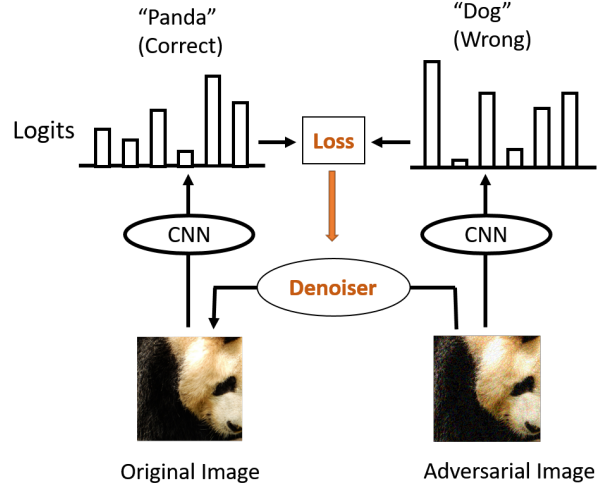 “Panda”
(Correct)
“Dog”
(Wrong)
Logits
Loss
CNN
CNN
Denoiser
Original Image
Adversarial Image